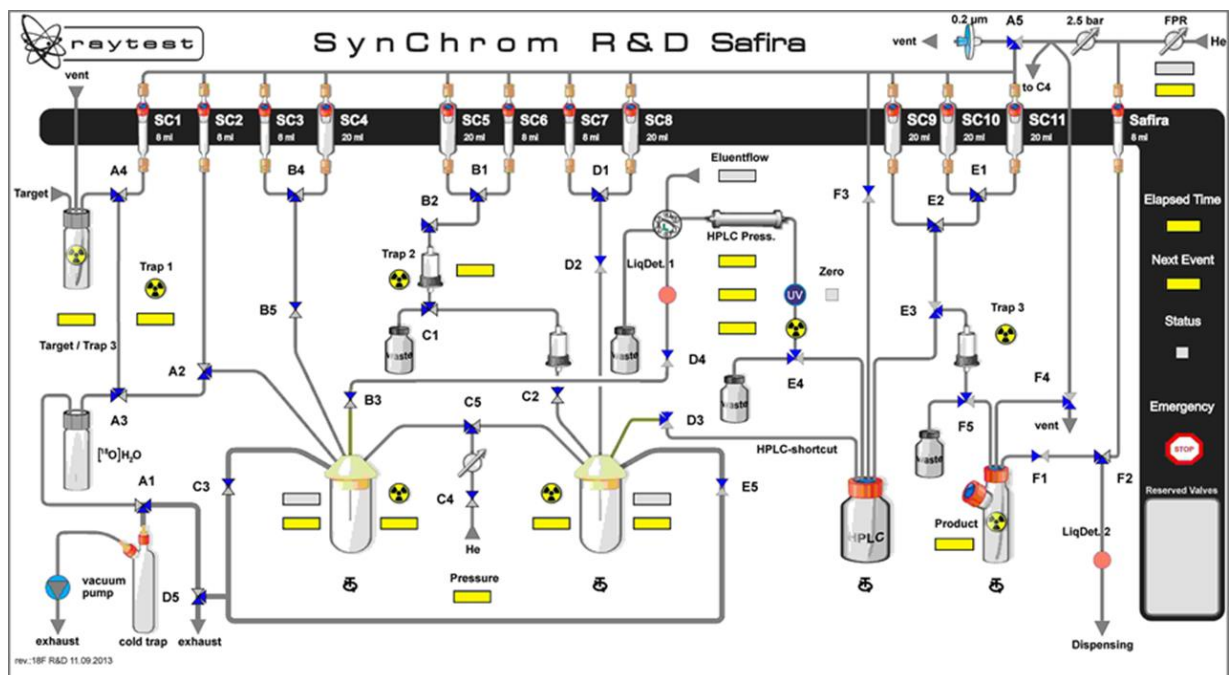 raytest
SynChrom R&D Safira
0.2 µm
A5
2.5 bar
FPR
vent
He
to C4
vent
SC1
8 ml
SC2
8 ml
SC3
8 ml
SC4
20 ml
SC5
20 ml
SC6
8 ml
SC7
8 ml
SC8
20 ml
SC9
20 ml
SC10
20 ml
SC11
20 ml
Safira
8 ml
A4
B4
B1
D1
Eluentflow
E1
Target
B2
F3
E2
Elapsed Time
Trap 1
Trap 2
D2
LiqDet. 1
HPLC Press.
Zero
UV
Next Event
B5
C1
E3
Trap 3
Status
Target / Trap 3
waste
D4
E4
A2
B3
C5
C2
waste
F4
A3
D3
F5
vent
Emergency
STOP
[18O]H2O
HPLC-shortcut
waste
A1
C3
C4
E5
F1
F2
Reserved Valves
He
HPLC
Product
LiqDet. 2
vacuum
pump
D5
Pressure
exhaust
cold trap
exhaust
Dispensing
rev.:18F R&D 11.09.2013